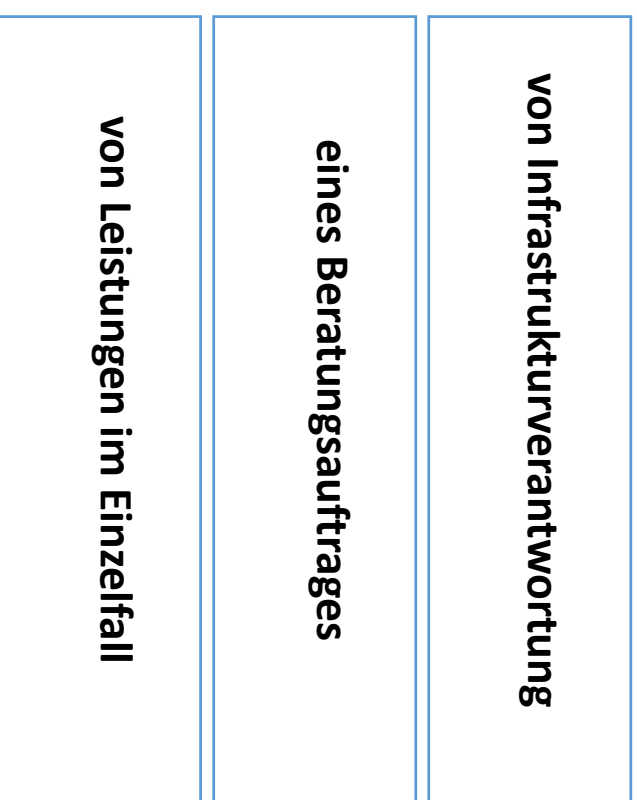 von Leistungen im Einzelfall
eines Beratungsauftrages
von Infrastrukturverantwortung